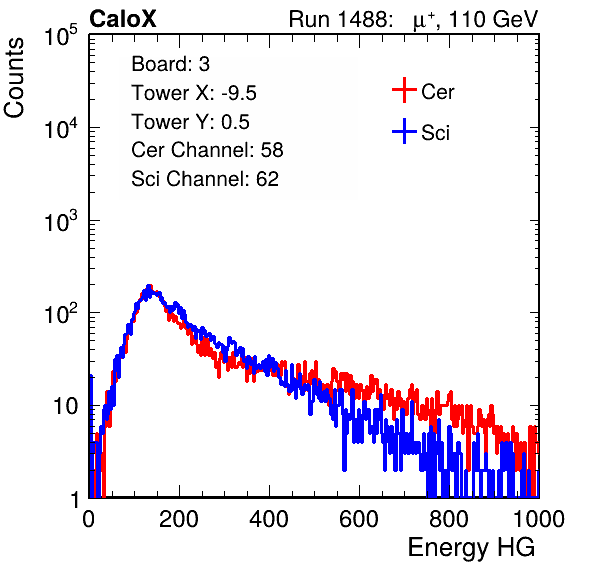 CaloX Run 1488: μ⁺, 110 GeV
Counts
10⁵
10⁴
10³
10²
10
1
Board: 3
Tower X: -9.5
Tower Y: 0.5
Cer Channel: 58
Sci Channel: 62
Cer
Sci
0 200 400 600 800 1000
Energy HG